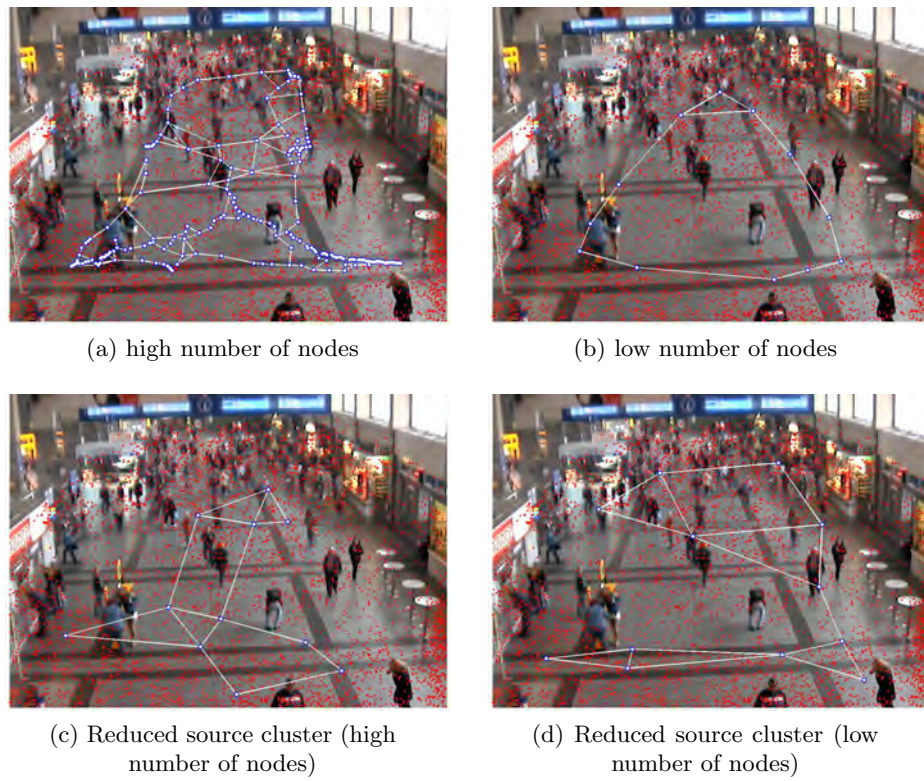 (a) high number of nodes
(b) low number of nodes
(c) Reduced source cluster (high
number of nodes)
(d) Reduced source cluster (low
number of nodes)